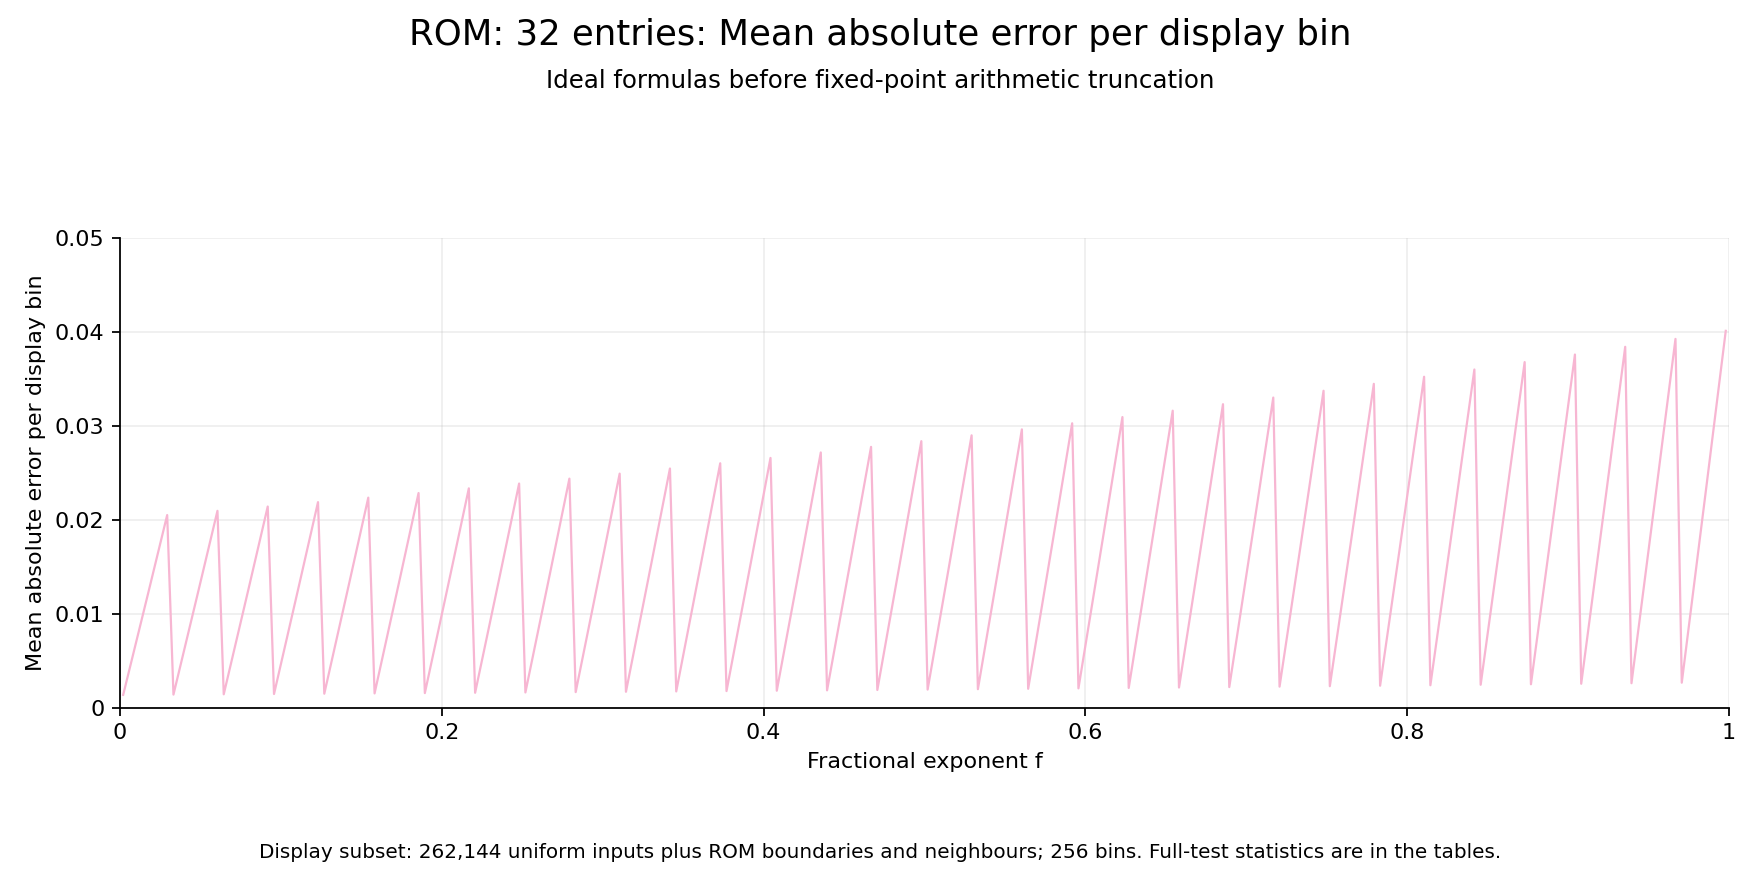 ROM: 32 entries: Mean absolute error per display bin
Ideal formulas before fixed-point arithmetic truncation
Mean absolute error per display bin
0.05
0.04
0.03
0.02
0.01
0
0 0.2 0.4 0.6 0.8 1
Fractional exponent f
Display subset: 262,144 uniform inputs plus ROM boundaries and neighbours; 256 bins. Full-test statistics are in the tables.